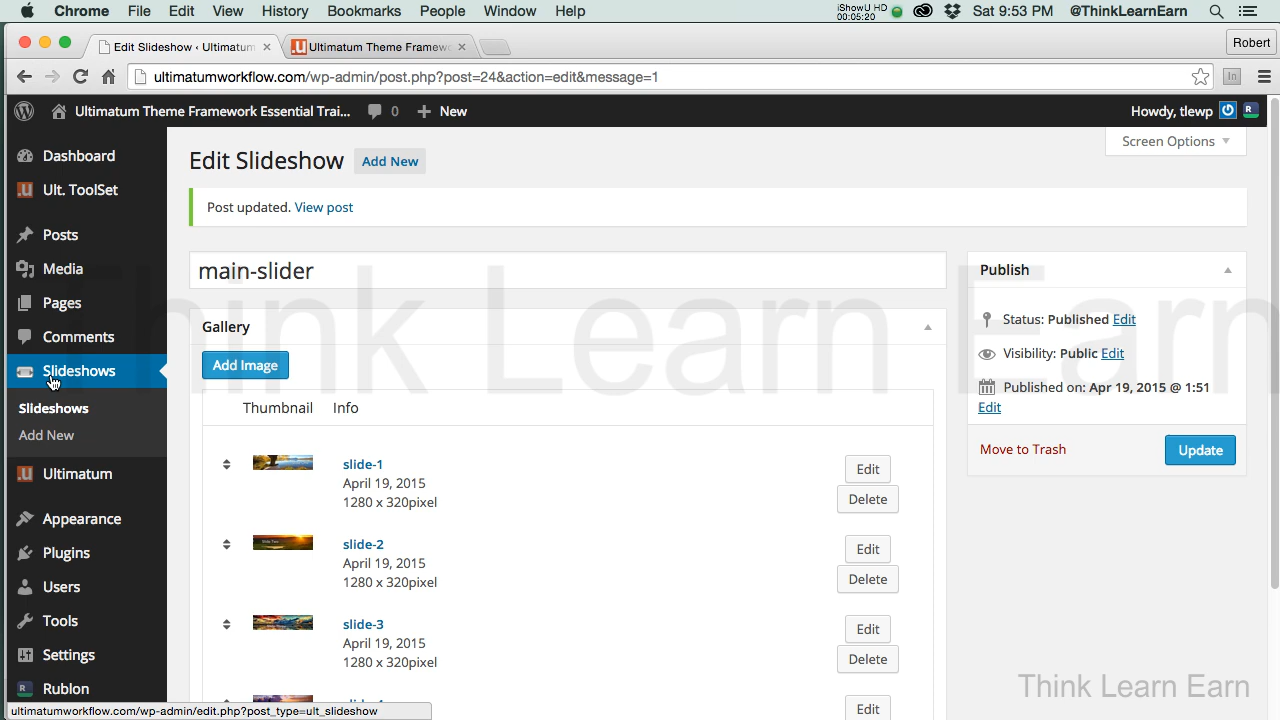 Chrome File Edit View History Bookmarks People Window Help iShowU HD 00:05:20 Sat 9:53 PM @ThinkLearnEarn
Edit Slideshow ‹ Ultimatum Ultimatum Theme Framew Robert
ultimatumworkflow.com/wp-admin/post.php?post=24&action=edit&message=1 In
Ultimatum Theme Framework Essential Trai... 0 New Howdy, tlewp R
Screen Options
Dashboard
Ult. ToolSet
Posts
Media
Pages
Comments
Slideshows
Slideshows
Add New
Ultimatum
Appearance
Plugins
Users
Tools
Settings
Rublon
Edit Slideshow Add New
Post updated. View post
main-slider
Gallery
Add Image
Thumbnail Info
slide-1
April 19, 2015
1280 x 320pixel
Edit
Delete
slide-2
April 19, 2015
1280 x 320pixel
Edit
Delete
slide-3
April 19, 2015
1280 x 320pixel
Edit
Delete
Edit
Publish
Status: Published Edit
Visibility: Public Edit
Published on: Apr 19, 2015 @ 1:51
Edit
Move to Trash Update
Think Learn Earn
Think Learn Earn
ultimatumworkflow.com/wp-admin/edit.php?post_type=ult_slideshow